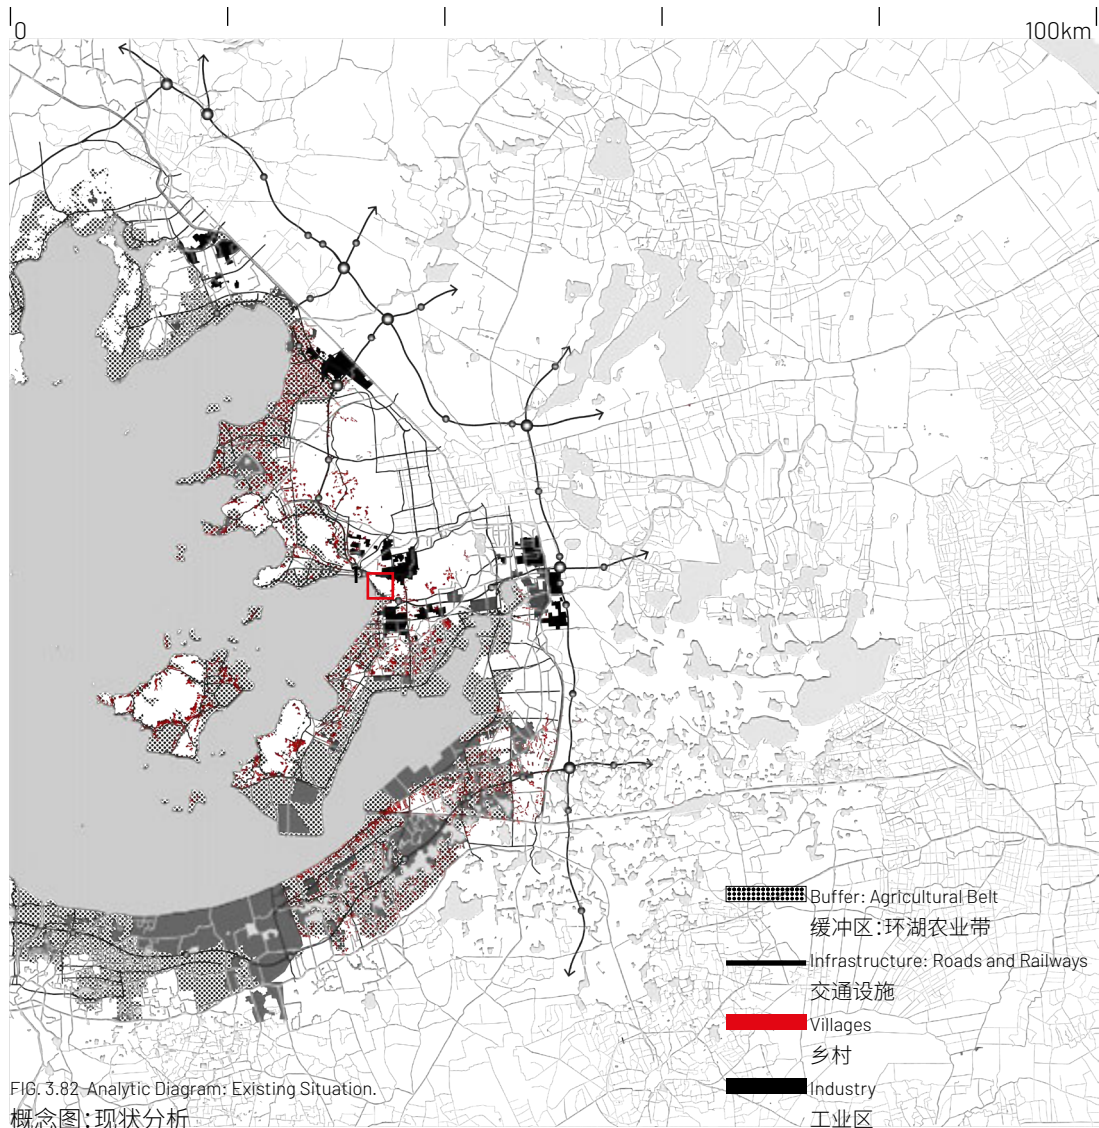 0
100km
Buffer: Agricultural Belt
缓冲区：环湖农业带
Infrastructure: Roads and Railways
交通设施
Villages
乡村
Industry
工业区
FIG. 3.82 Analytic Diagram: Existing Situation.
概念图：现状分析